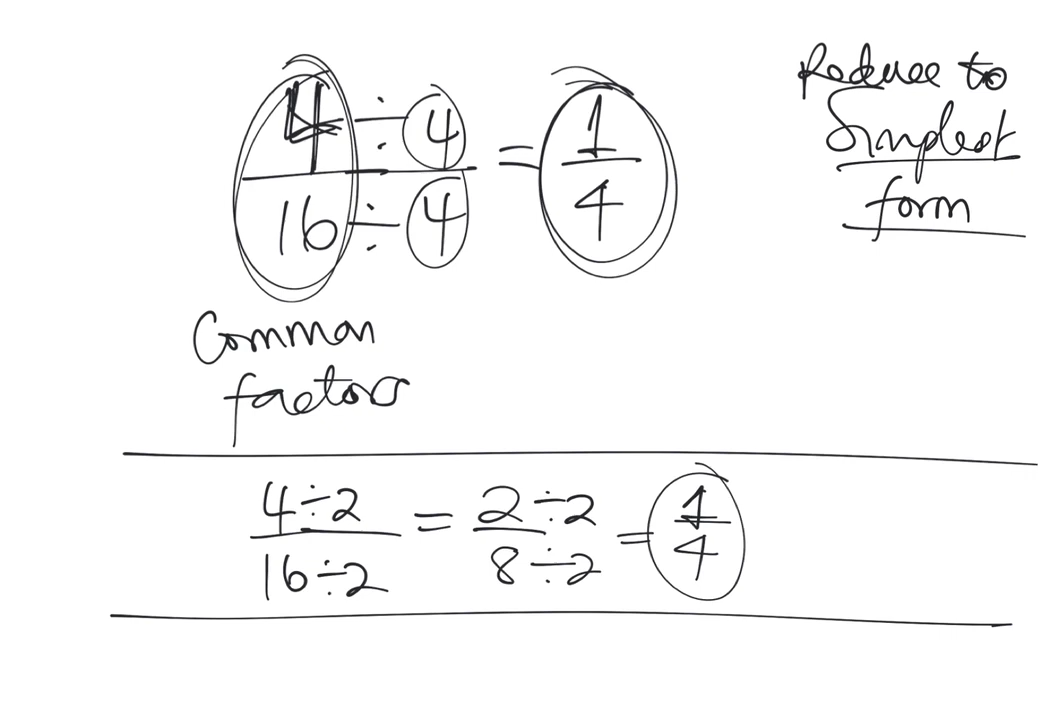 4 ÷ 4 = 1
16 ÷ 4 4
Reduce to
Simplest
form
Common
factors
4÷2 = 2÷2 = 1
16÷2 8÷2 4